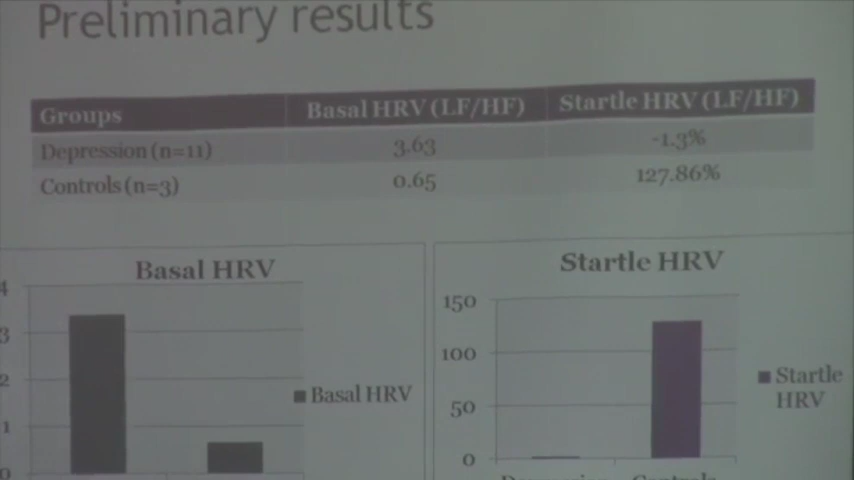 Preliminary results
Groups Basal HRV (LF/HF) Startle HRV (LF/HF)
Depression (n=11) 3.63 -1.3%
Controls (n=3) 0.65 127.86%
Basal HRV
4
3
2
1
0
Basal HRV
Startle HRV
150
100
50
0
Startle
HRV
Depression Controls